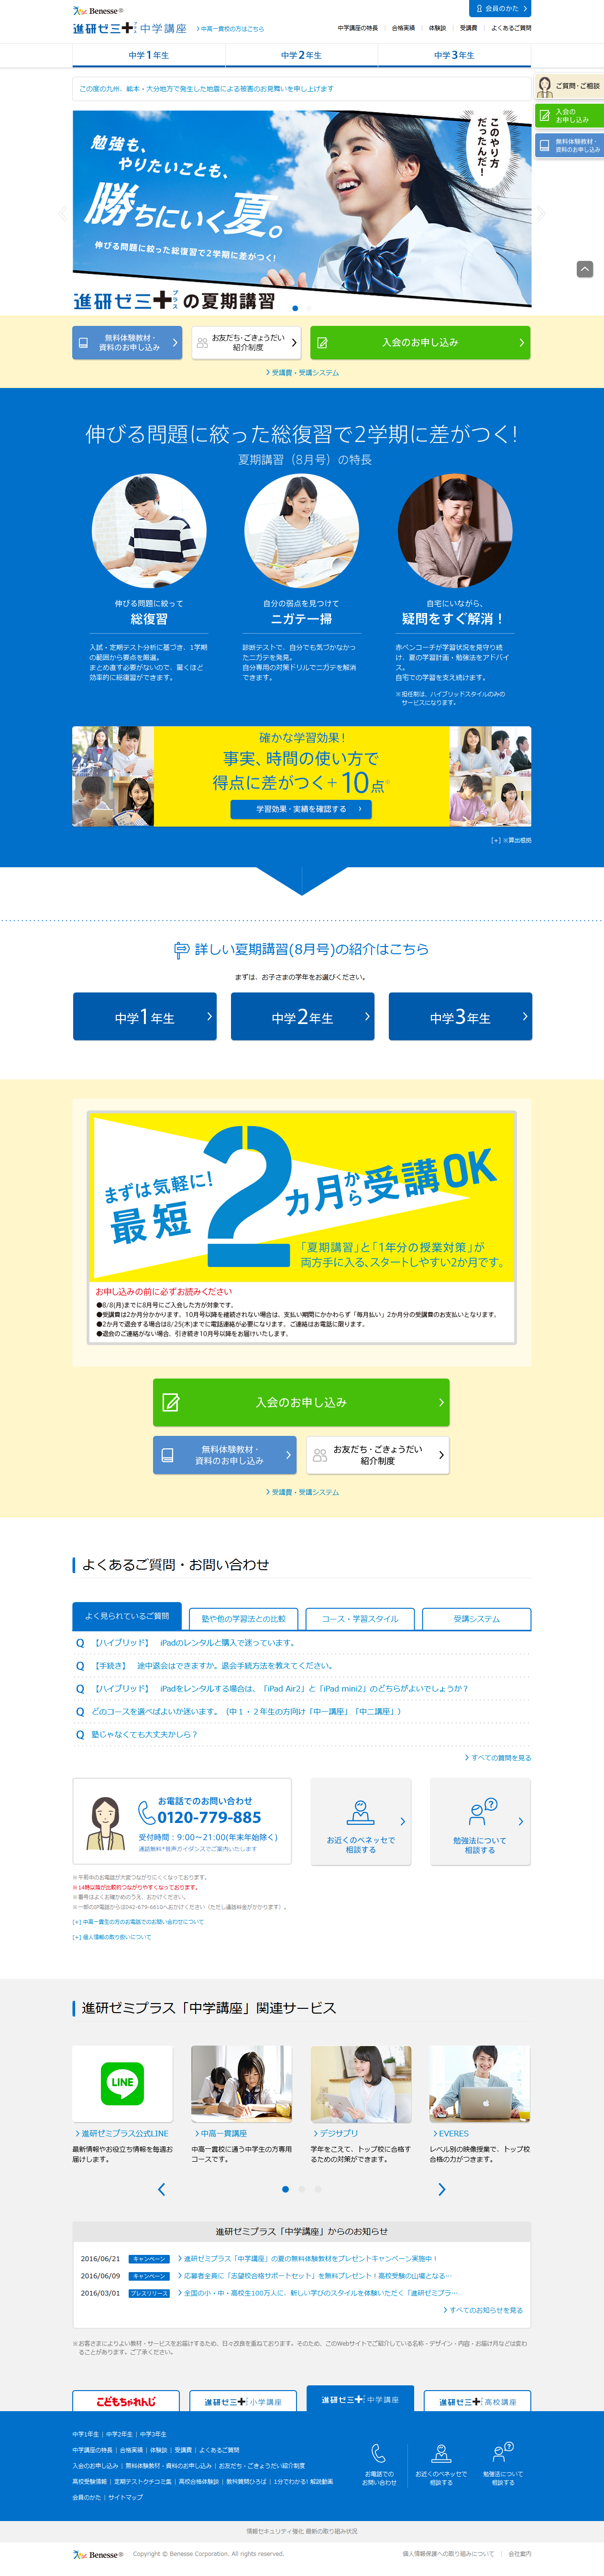 Benesse®
会員のかた
進研ゼミ＋中学講座
中高一貫校の方はこちら
中学講座の特長
合格実績
体験談
受講費
よくあるご質問
中学1年生
中学2年生
中学3年生
この度の九州、熊本・大分地方で発生した地震による被害のお見舞いを申し上げます
ご質問・ご相談
入会の
お申し込み
無料体験教材・
資料のお申し込み
このやり方
だったんだ！
勉強も、
やりたいことも、
勝ちにいく夏。
伸びる問題に絞った総復習で2学期に差がつく！
進研ゼミ＋プラスの夏期講習
無料体験教材・
資料のお申し込み
お友だち・ごきょうだい
紹介制度
入会のお申し込み
受講費・受講システム
伸びる問題に絞った総復習で2学期に差がつく！
夏期講習（8月号）の特長
伸びる問題に絞って
総復習
入試・定期テスト分析に基づき、1学期
の範囲から要点を厳選。
まとめ直す必要がないので、驚くほど
効率的に総復習ができます。
自分の弱点を見つけて
ニガテ一掃
診断テストで、自分でも気づかなかっ
たニガテを発見。
自分専用の対策ドリルでニガテを解消
できます。
自宅にいながら、
疑問をすぐ解消！
赤ペンコーチが学習状況を見守り続
け、夏の学習計画・勉強法をアドバイ
ス。
自宅での学習を支え続けます。
※担任制は、ハイブリッドスタイルのみの
サービスになります。
確かな学習効果！
事実、時間の使い方で
得点に差がつく＋10点※
学習効果・実績を確認する
[＋] ※算出根拠
詳しい夏期講習(8月号)の紹介はこちら
まずは、お子さまの学年をお選びください。
中学1年生
中学2年生
中学3年生
まずは気軽に！
最短2カ月から受講OK
「夏期講習」と「1年分の授業対策」が
両方手に入る、スタートしやすい2か月です。
お申し込みの前に必ずお読みください
●8/8(月)までに8月号にご入会した方が対象です。
●受講費は2か月分かかります。10月号以降を継続されない場合は、支払い期間にかかわらず「毎月払い」2か月分の受講費のお支払いとなります。
●2か月で退会する場合は8/25(木)までに電話連絡が必要になります。ご連絡はお電話に限ります。
●退会のご連絡がない場合、引き続き10月号以降をお届けいたします。
入会のお申し込み
無料体験教材・
資料のお申し込み
お友だち・ごきょうだい
紹介制度
受講費・受講システム
よくあるご質問・お問い合わせ
よく見られているご質問
塾や他の学習法との比較
コース・学習スタイル
受講システム
Q 【ハイブリッド】　iPadのレンタルと購入で迷っています。
Q 【手続き】　途中退会はできますか。退会手続方法を教えてください。
Q 【ハイブリッド】　iPadをレンタルする場合は、「iPad Air2」と「iPad mini2」のどちらがよいでしょうか？
Q どのコースを選べばよいか迷います。（中１・２年生の方向け「中一講座」「中二講座」）
Q 塾じゃなくても大丈夫かしら？
すべての質問を見る
お電話でのお問い合わせ
0120-779-885
受付時間：9:00～21:00(年末年始除く)
通話無料*音声ガイダンスでご案内いたします
お近くのベネッセで
相談する
勉強法について
相談する
※午前中のお電話が大変つながりにくくなっております。
※14時以降が比較的つながりやすくなっております。
※番号はよくお確かめのうえ、おかけください。
※一部のIP電話からは042-679-6610へおかけください（ただし通話料金がかかります）。
[＋] 中高一貫生の方のお電話でのお問い合わせについて
[＋] 個人情報の取り扱いについて
進研ゼミプラス「中学講座」関連サービス
LINE
進研ゼミプラス公式LINE
最新情報やお役立ち情報を毎週お
届けします。
中高一貫講座
中高一貫校に通う中学生の方専用
コースです。
デジサプリ
学年をこえて、トップ校に合格す
るための対策ができます。
EVERES
レベル別の映像授業で、トップ校
合格の力がつきます。
進研ゼミプラス「中学講座」からのお知らせ
2016/06/21 キャンペーン 進研ゼミプラス「中学講座」の夏の無料体験教材をプレゼントキャンペーン実施中！
2016/06/09 キャンペーン 応募者全員に「志望校合格サポートセット」を無料プレゼント！高校受験の山場となる…
2016/03/01 プレスリリース 全国の小・中・高校生100万人に、新しい学びのスタイルを体験いただく「進研ゼミプラ…
すべてのお知らせを見る
※お客さまによりよい教材・サービスをお届けするため、日々改良を重ねております。そのため、このWebサイトでご紹介している名称・デザイン・内容・お届け月などは変わ
ることがあります。ご了承ください。
こどもちゃれんじ
進研ゼミ＋小学講座
進研ゼミ＋中学講座
進研ゼミ＋高校講座
中学1年生｜中学2年生｜中学3年生
中学講座の特長｜合格実績｜体験談｜受講費｜よくあるご質問
入会のお申し込み｜無料体験教材・資料のお申し込み｜お友だち・ごきょうだい紹介制度
高校受験情報｜定期テストクチコミ集｜高校合格体験談｜教科質問ひろば｜1分でわかる! 解説動画
会員のかた｜サイトマップ
お電話での
お問い合わせ
お近くのベネッセで
相談する
勉強法について
相談する
情報セキュリティ強化 最新の取り組み状況
Benesse®
Copyright © Benesse Corporation. All rights reserved.
個人情報保護への取り組みについて
会社案内